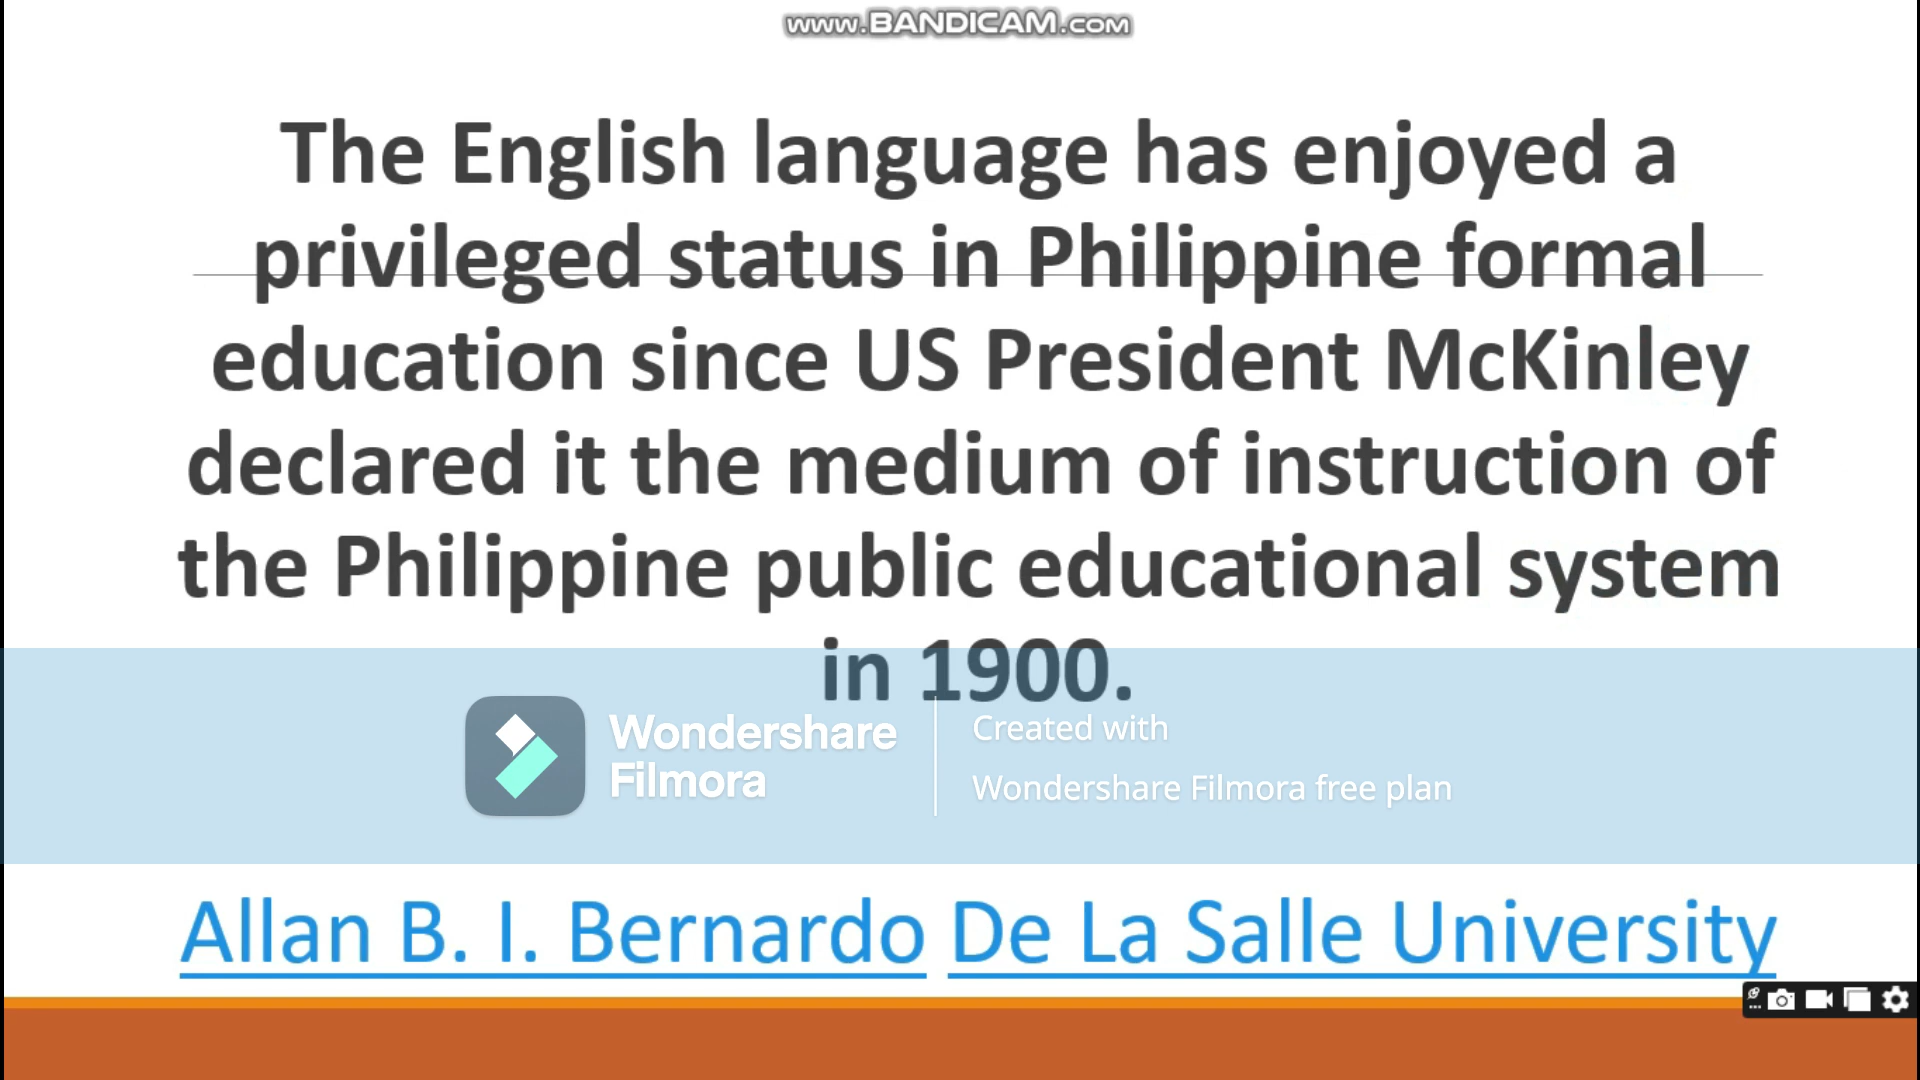 www.BANDICAM.com
The English language has enjoyed a
privileged status in Philippine formal
education since US President McKinley
declared it the medium of instruction of
the Philippine public educational system
in 1900.
Wondershare
Filmora
Created with
Wondershare Filmora free plan
Allan B. I. Bernardo De La Salle University